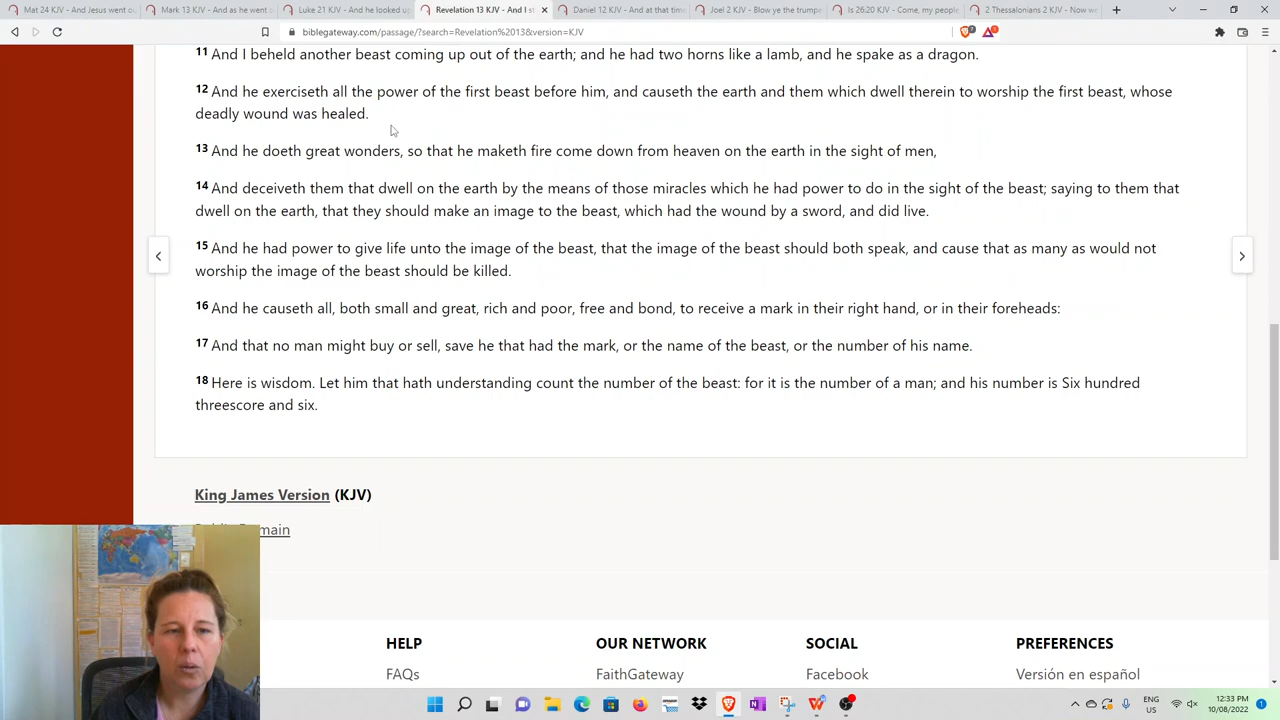 Mat 24 KJV - And Jesus went o
Mark 13 KJV - And as he went o
Luke 21 KJV - And he looked up
Revelation 13 KJV - And I st
Daniel 12 KJV - And at that time
Joel 2 KJV - Blow ye the trumpe
Is 26:20 KJV - Come, my people
2 Thessalonians 2 KJV - Now we
biblegateway.com/passage/?search=Revelation%2013&version=KJV
11 And I beheld another beast coming up out of the earth; and he had two horns like a lamb, and he spake as a dragon.
12 And he exerciseth all the power of the first beast before him, and causeth the earth and them which dwell therein to worship the first beast, whose
deadly wound was healed.
13 And he doeth great wonders, so that he maketh fire come down from heaven on the earth in the sight of men,
14 And deceiveth them that dwell on the earth by the means of those miracles which he had power to do in the sight of the beast; saying to them that
dwell on the earth, that they should make an image to the beast, which had the wound by a sword, and did live.
15 And he had power to give life unto the image of the beast, that the image of the beast should both speak, and cause that as many as would not
worship the image of the beast should be killed.
16 And he causeth all, both small and great, rich and poor, free and bond, to receive a mark in their right hand, or in their foreheads:
17 And that no man might buy or sell, save he that had the mark, or the name of the beast, or the number of his name.
18 Here is wisdom. Let him that hath understanding count the number of the beast: for it is the number of a man; and his number is Six hundred
threescore and six.
King James Version (KJV)
main
HELP OUR NETWORK SOCIAL PREFERENCES
FAQs FaithGateway Facebook Versión en español
ENG
US
12:33 PM
10/08/2022